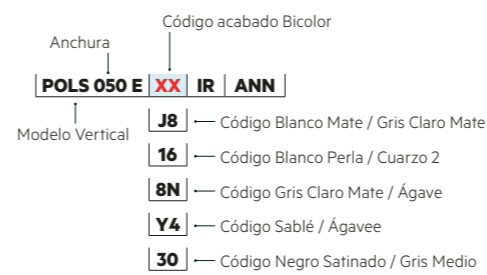 Código acabado Bicolor
Anchura
POLS 050 E XX IR ANN
Modelo Vertical
J8 Código Blanco Mate / Gris Claro Mate
16 Código Blanco Perla / Cuarzo 2
8N Código Gris Claro Mate / Ágave
Y4 Código Sablé / Ágavee
30 Código Negro Satinado / Gris Medio